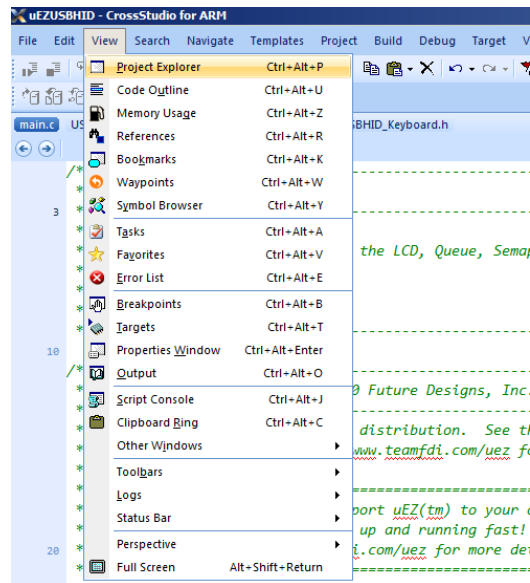 uEZUSBHID - CrossStudio for ARM
File Edit View Search Navigate Templates Project Build Debug Target V
main.c US SBHID_Keyboard.h
Project Explorer Ctrl+Alt+P
Code Outline Ctrl+Alt+U
Memory Usage Ctrl+Alt+Z
References Ctrl+Alt+R
Bookmarks Ctrl+Alt+K
Waypoints Ctrl+Alt+W
Symbol Browser Ctrl+Alt+Y
Tasks Ctrl+Alt+A
Favorites Ctrl+Alt+V
Error List Ctrl+Alt+E
Breakpoints Ctrl+Alt+B
Targets Ctrl+Alt+T
Properties Window Ctrl+Alt+Enter
Output Ctrl+Alt+O
Script Console Ctrl+Alt+J
Clipboard Ring Ctrl+Alt+C
Other Windows
Toolbars
Logs
Status Bar
Perspective
Full Screen Alt+Shift+Return
/*
*
3 *
*
* the LCD, Queue, Semap
*
*
*
10
/*
* 0 Future Designs, Inc.
*
* distribution. See th
* www.teamfdi.com/uez fo
*
*
* port uEZ(tm) to your
* up and running fast!
20 * i.com/uez for more det
*